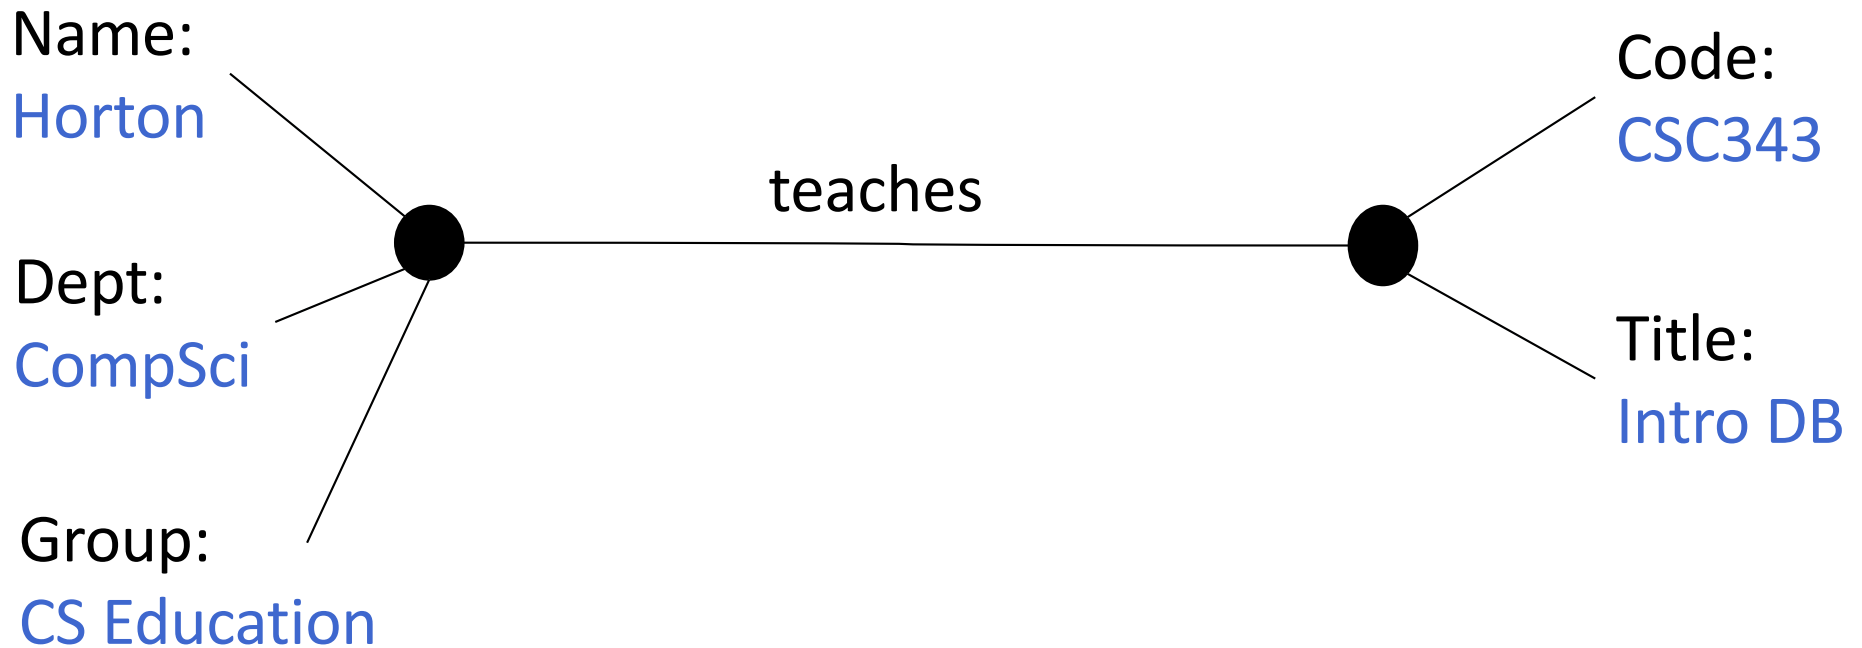 Name:
Horton
Dept:
CompSci
Group:
CS Education
teaches
Code:
CSC343
Title:
Intro DB